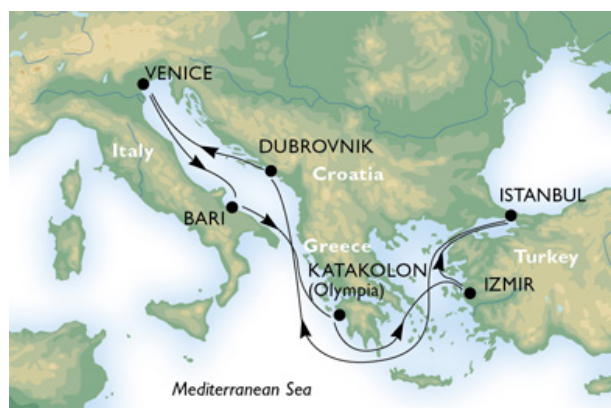 VENICE
Italy
DUBROVNIK
Croatia
BARI
ISTANBUL
Greece
Turkey
KATAKOLON
(Olympia)
IZMIR
Mediterranean Sea